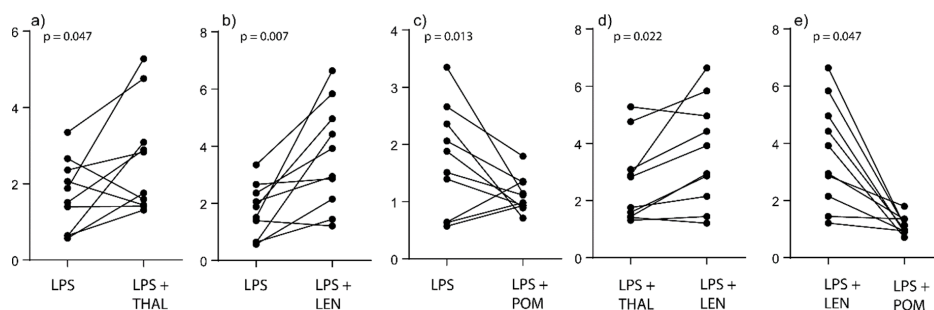 a)
p = 0.047
6
4
2
0
LPS
LPS +
THAL
b)
p = 0.007
8
6
4
2
0
LPS
LPS +
LEN
c)
p = 0.013
4
3
2
1
0
LPS
LPS +
POM
d)
p = 0.022
8
6
4
2
0
LPS +
THAL
LPS +
LEN
e)
p = 0.047
8
6
4
2
0
LPS +
LEN
LPS +
POM